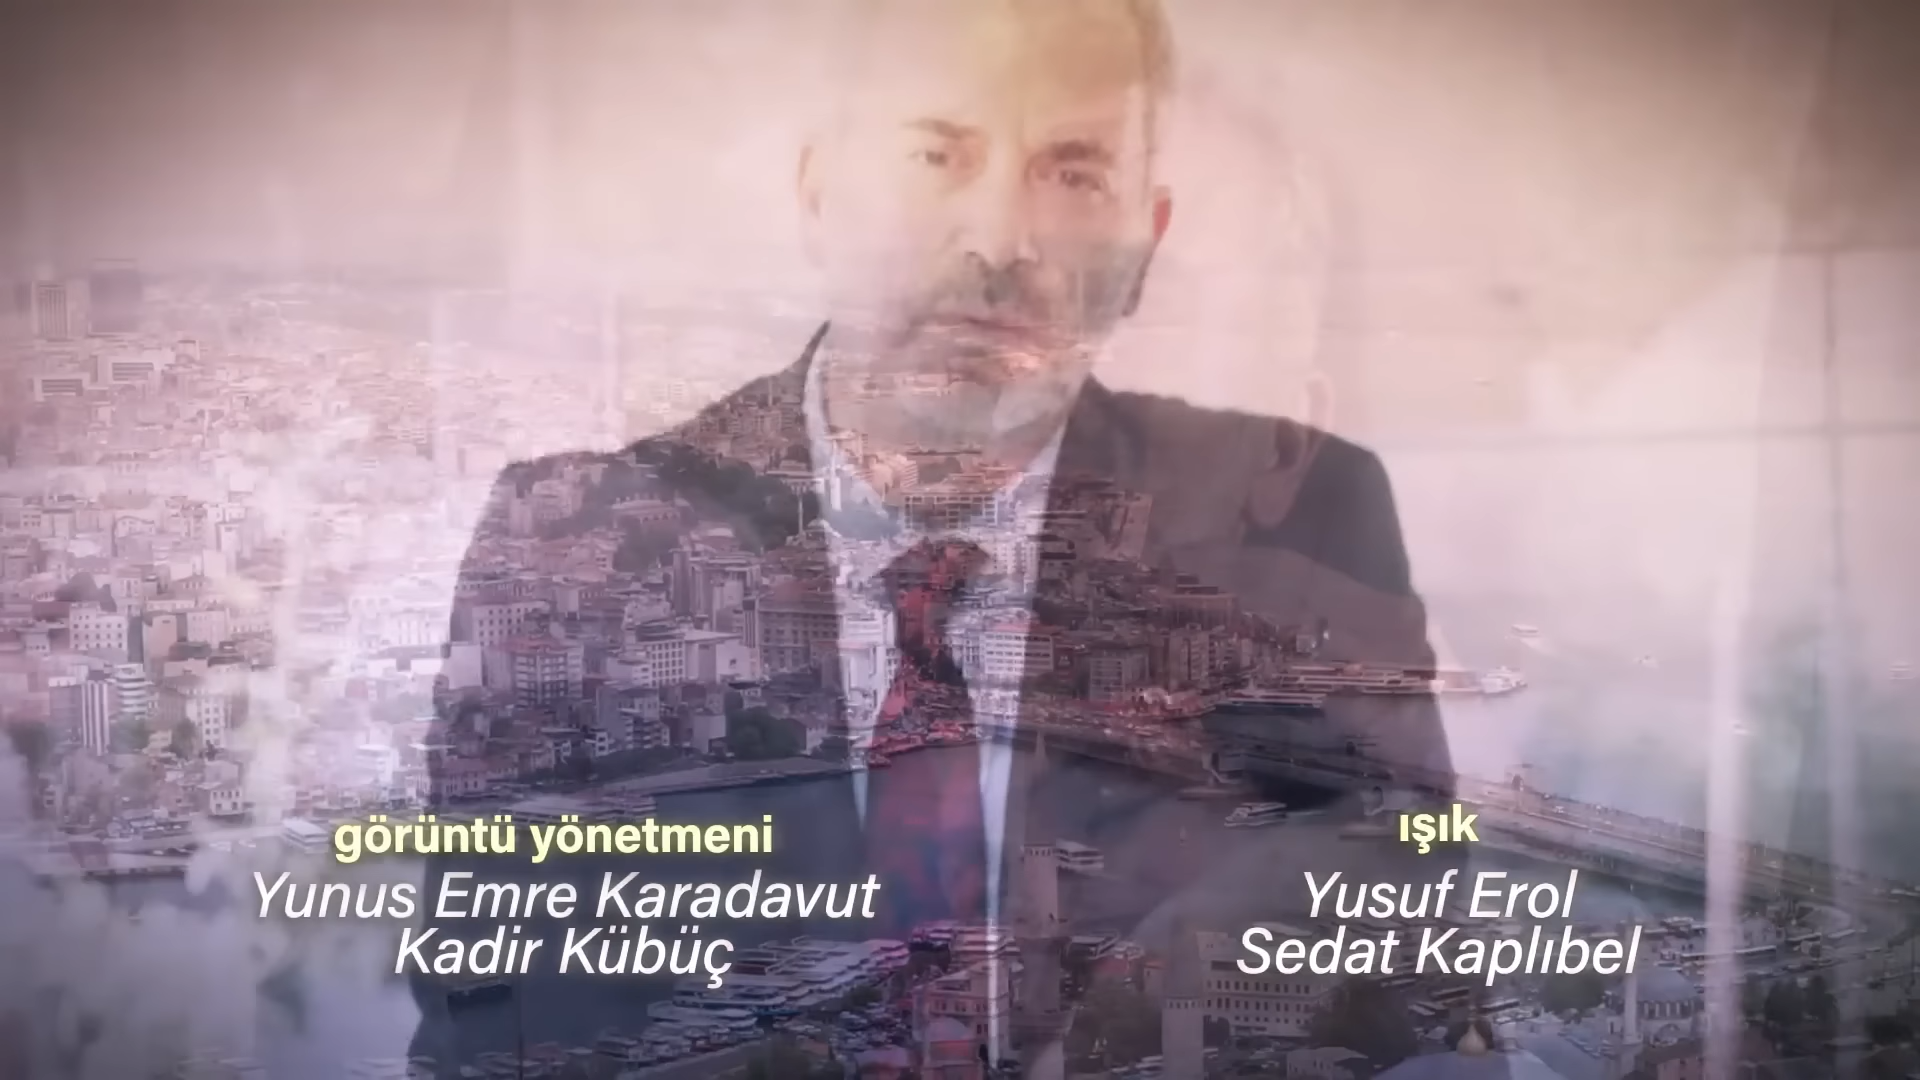 görüntü yönetmeni
Yunus Emre Karadavut
Kadir Kübüç
ışık
Yusuf Erol
Sedat Kaplıbel